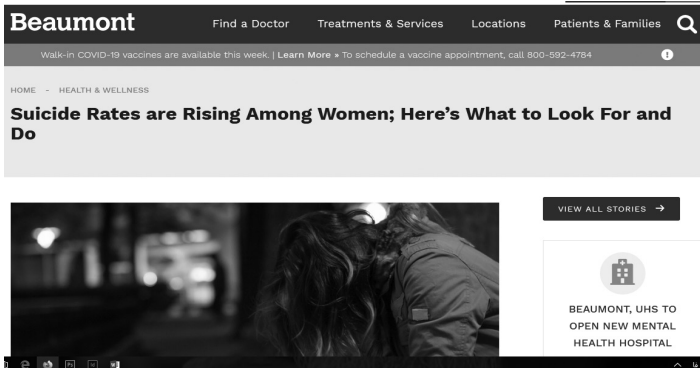 Beaumont
Find a Doctor Treatments & Services Locations Patients & Families
Walk-in COVID-19 vaccines are available this week. | Learn More » To schedule a vaccine appointment, call 800-592-4784
HOME - HEALTH & WELLNESS
Suicide Rates are Rising Among Women; Here's What to Look For and
Do
VIEW ALL STORIES →
BEAUMONT, UHS TO
OPEN NEW MENTAL
HEALTH HOSPITAL